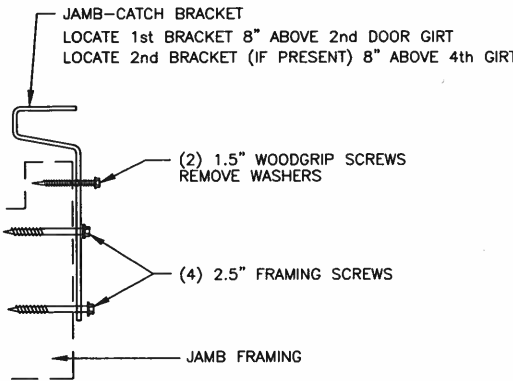 JAMB-CATCH BRACKET
LOCATE 1st BRACKET 8" ABOVE 2nd DOOR GIRT
LOCATE 2nd BRACKET (IF PRESENT) 8" ABOVE 4th GIRT
(2) 1.5" WOODGRIP SCREWS
REMOVE WASHERS
(4) 2.5" FRAMING SCREWS
JAMB FRAMING